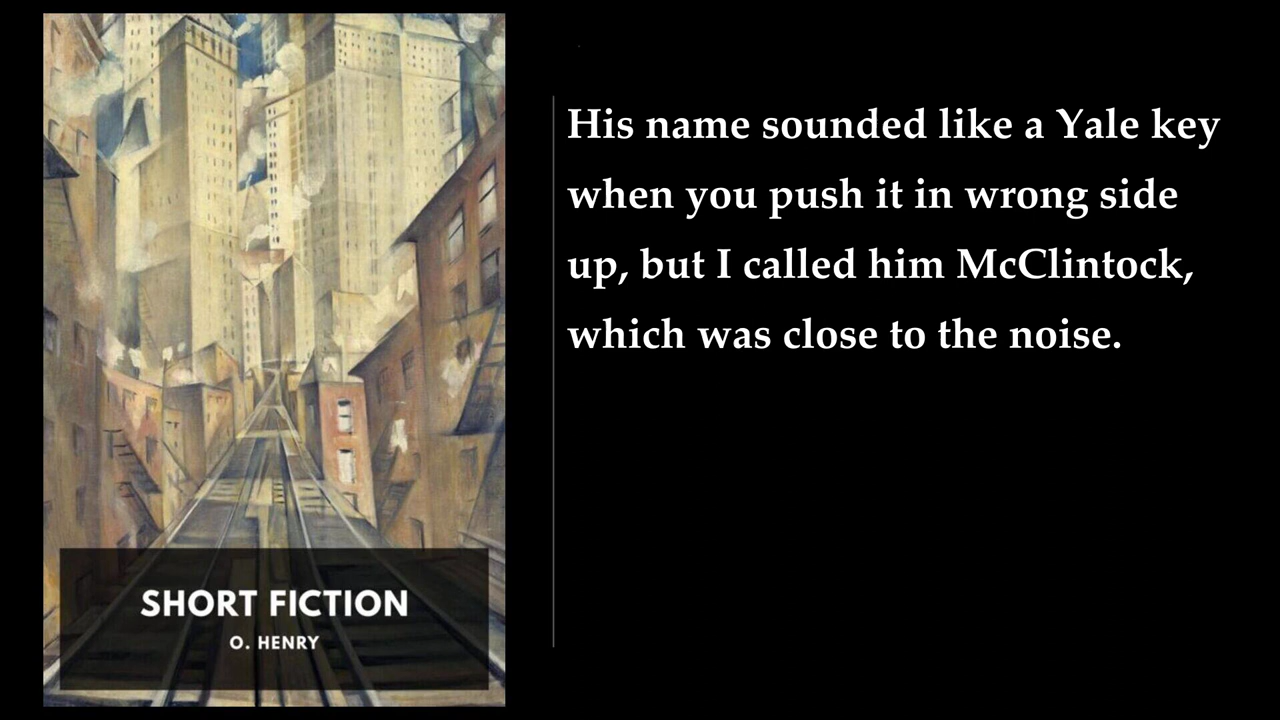 SHORT FICTION
O. HENRY
His name sounded like a Yale key
when you push it in wrong side
up, but I called him McClintock,
which was close to the noise.